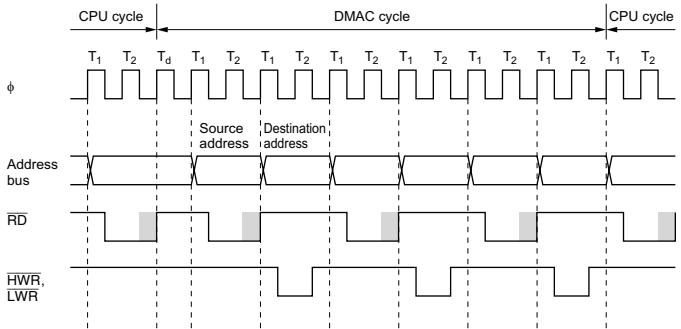 CPU cycle DMAC cycle CPU cycle
T1 T2 Td T1 T2 T1 T2 T1 T2 T1 T2 T1 T2 T1 T2 T1 T2
ϕ
Source address
Destination address
Address bus
RD
HWR,
LWR